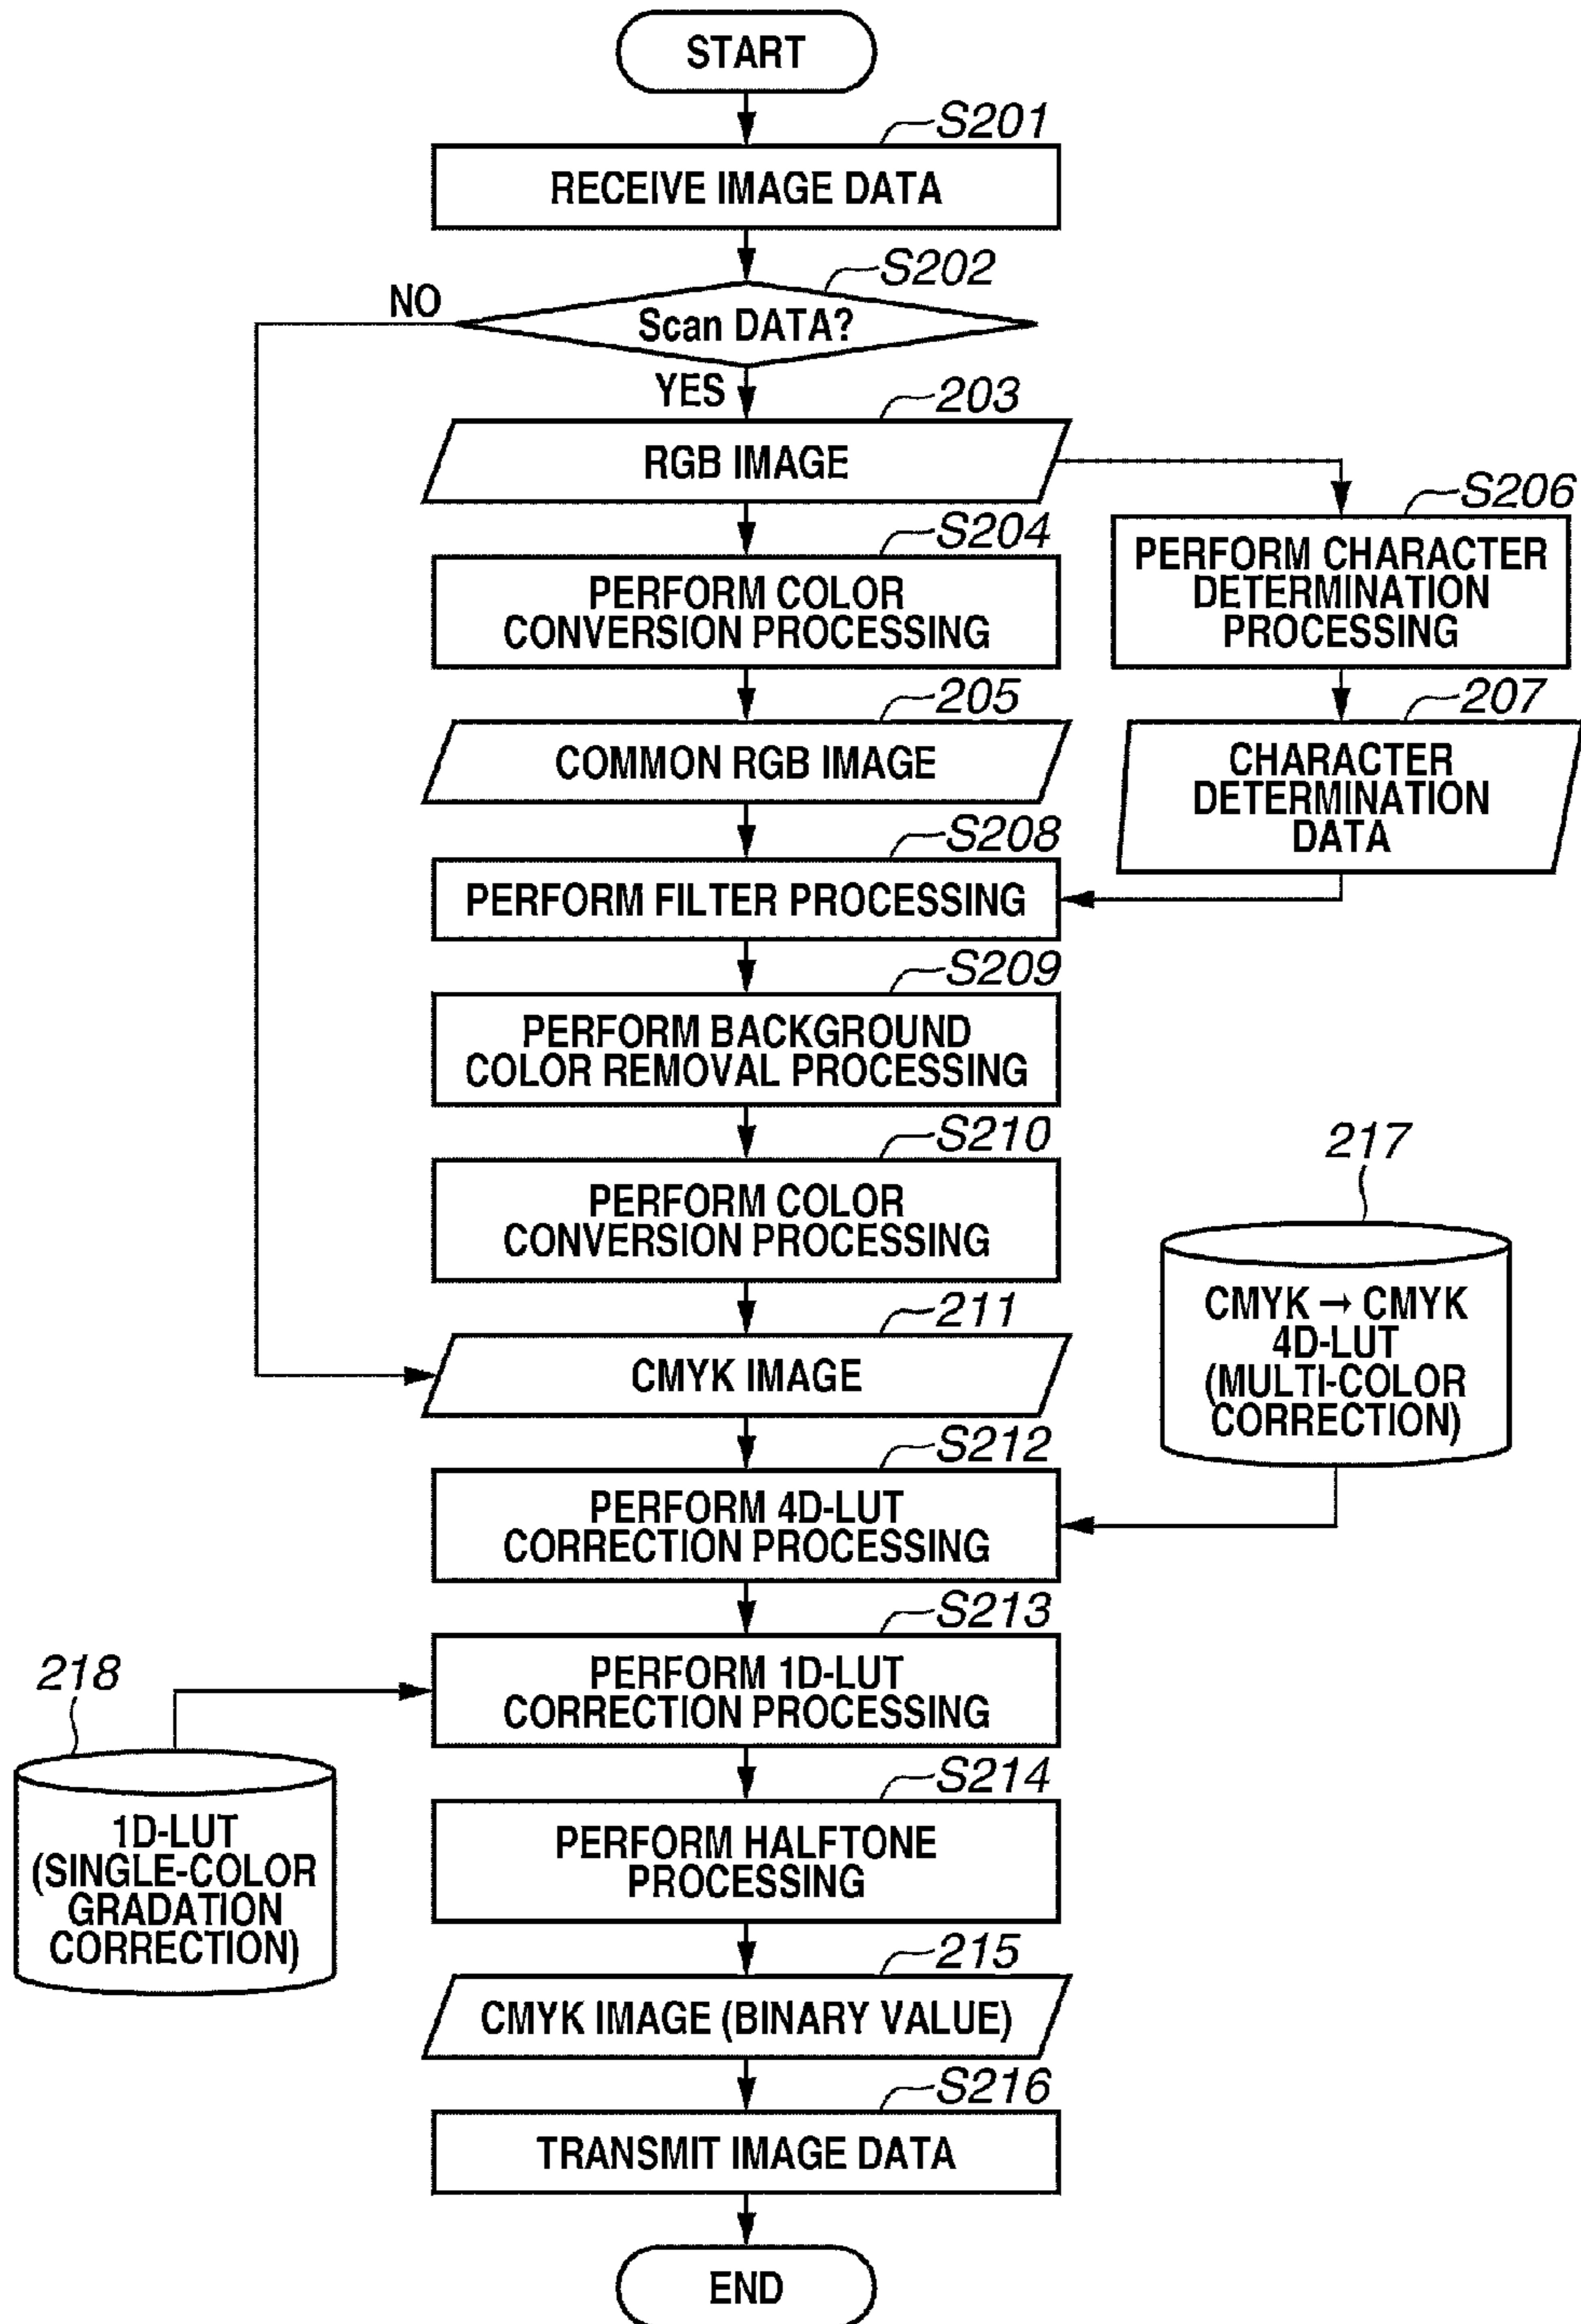 START
S201
RECEIVE IMAGE DATA
S202
NO
Scan DATA?
YES
203
RGB IMAGE
S204
PERFORM COLOR
CONVERSION PROCESSING
S206
PERFORM CHARACTER
DETERMINATION
PROCESSING
205
COMMON RGB IMAGE
207
CHARACTER
DETERMINATION
DATA
S208
PERFORM FILTER PROCESSING
S209
PERFORM BACKGROUND
COLOR REMOVAL PROCESSING
S210
PERFORM COLOR
CONVERSION PROCESSING
217
CMYK → CMYK
4D-LUT
(MULTI-COLOR
CORRECTION)
211
CMYK IMAGE
S212
PERFORM 4D-LUT
CORRECTION PROCESSING
S213
PERFORM 1D-LUT
CORRECTION PROCESSING
218
1D-LUT
(SINGLE-COLOR
GRADATION
CORRECTION)
S214
PERFORM HALFTONE
PROCESSING
215
CMYK IMAGE (BINARY VALUE)
S216
TRANSMIT IMAGE DATA
END